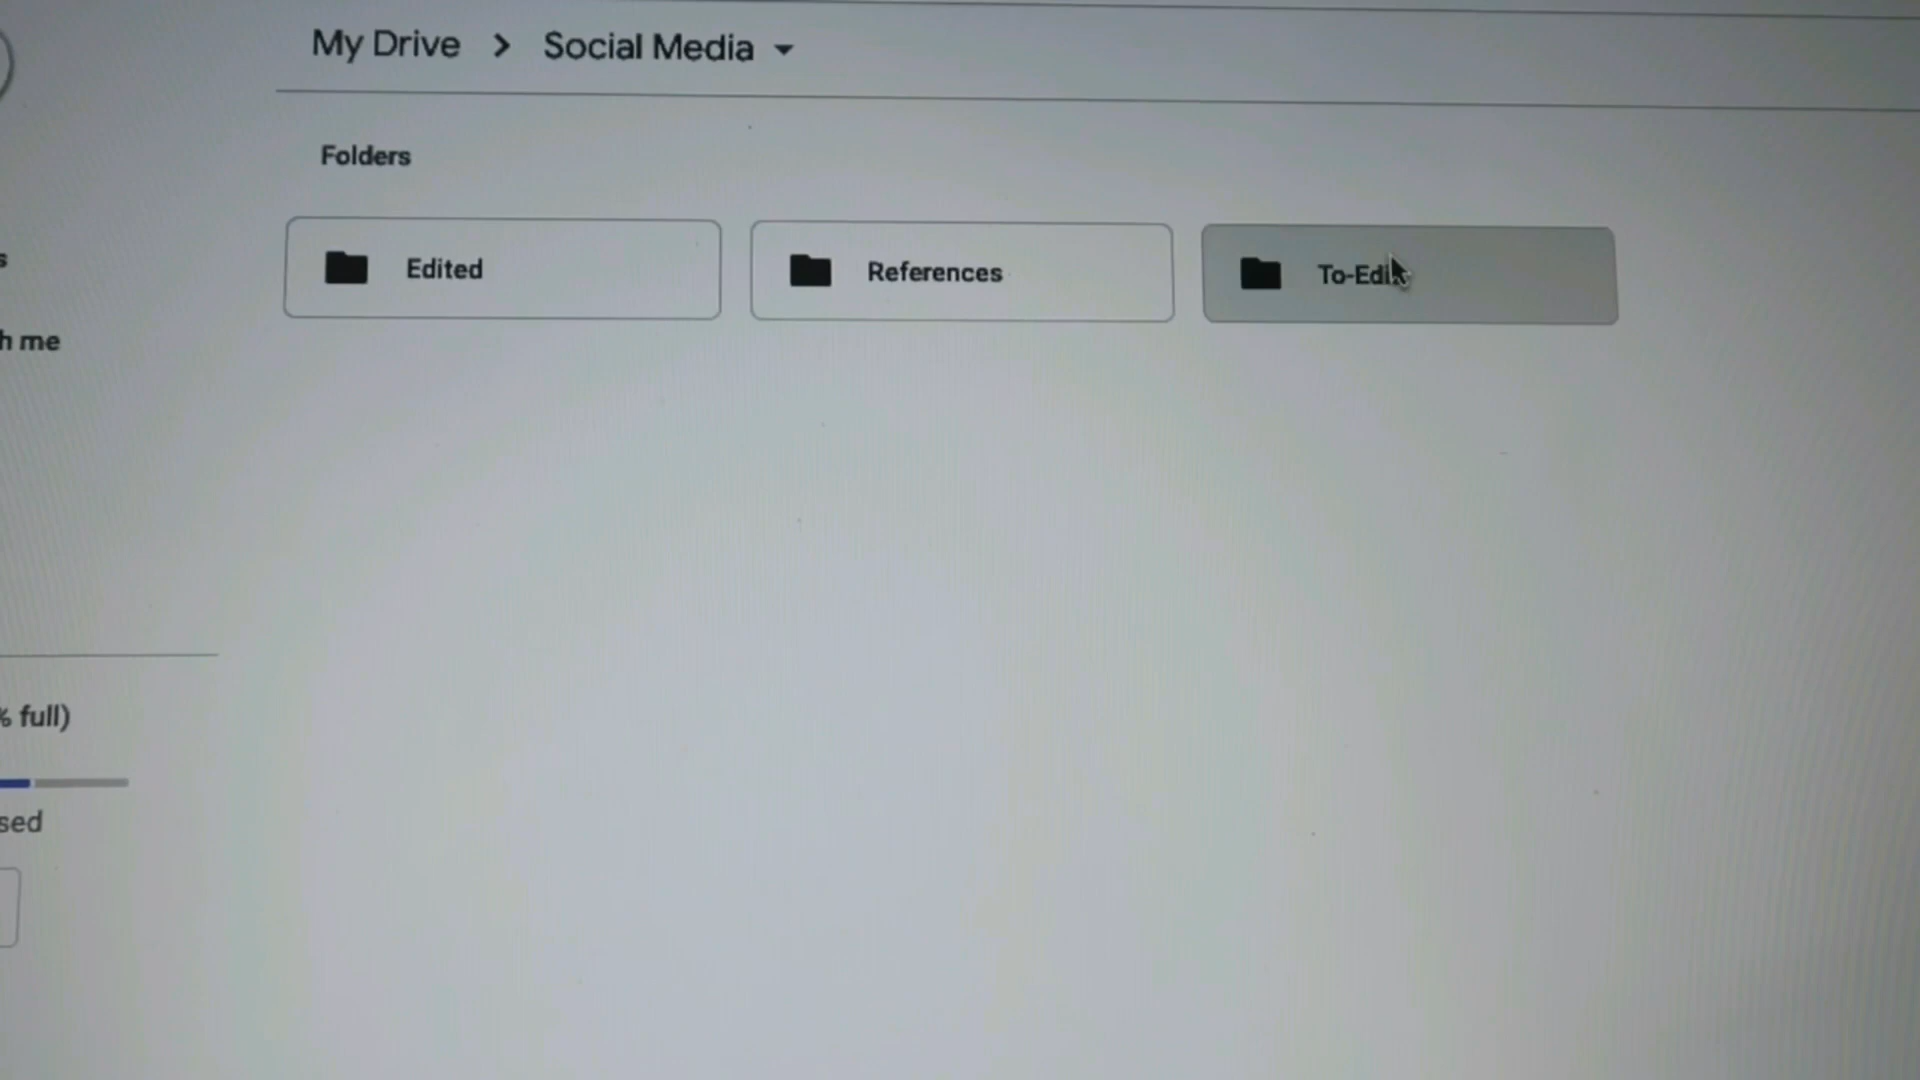 My Drive > Social Media
Folders
Edited
References
To-Edit
h me
% full)
sed